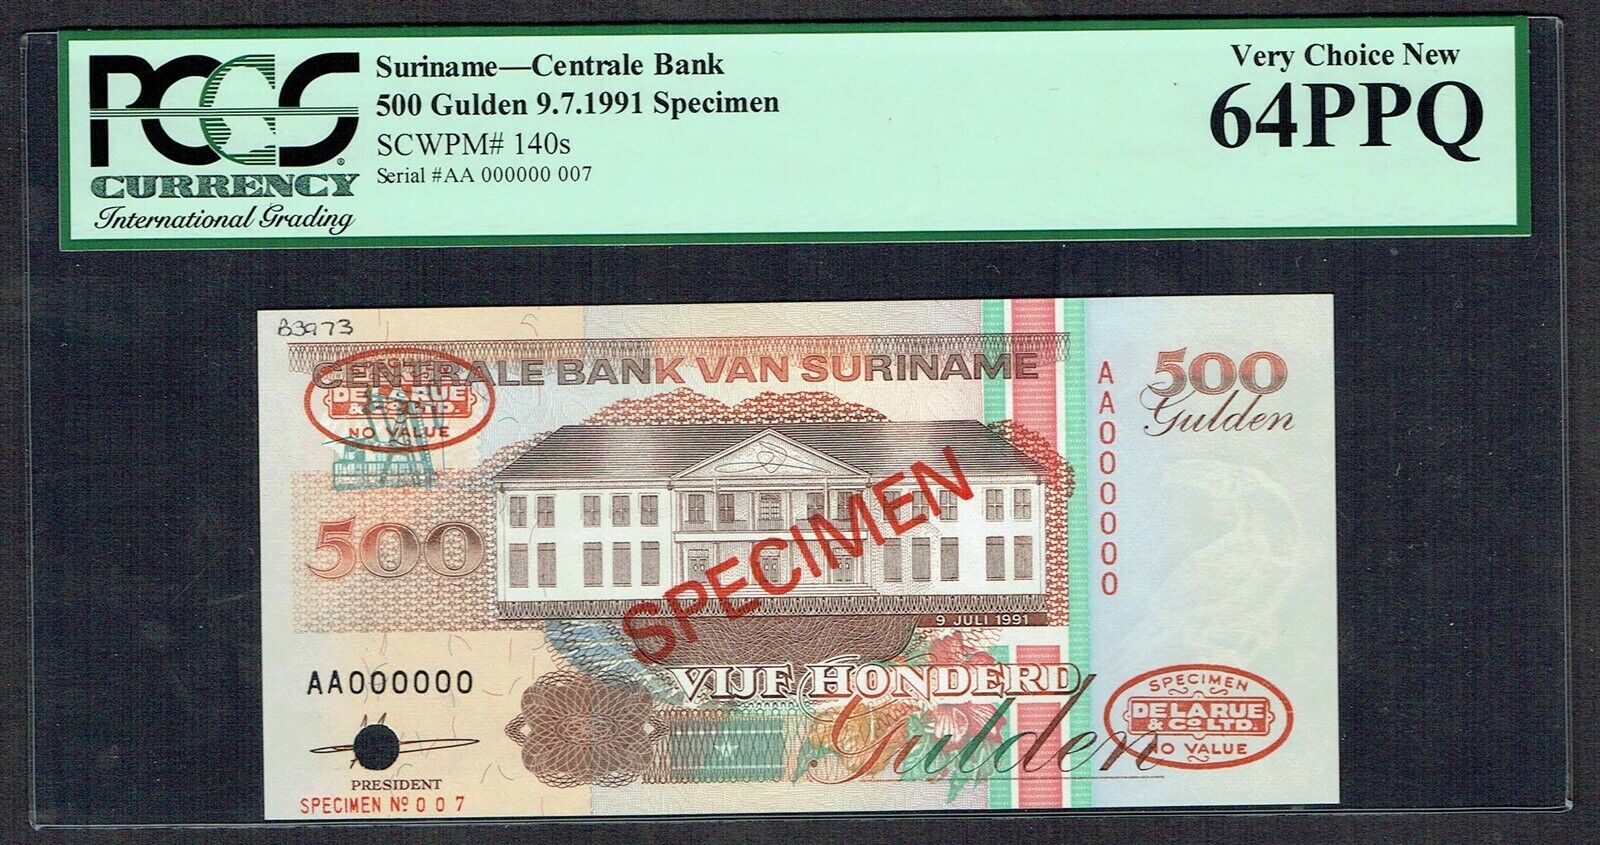 PCGS
CURRENCY
International Grading
Suriname—Centrale Bank
500 Gulden 9.7.1991 Specimen
SCWPM# 140s
Serial #AA 000000 007
Very Choice New
64PPQ
B3973
CENTRALE BANK VAN SURINAME
DE LA RUE
& CO LTD.
NO VALUE
500
Gulden
AA000000
500
SPECIMEN
9 JULI 1991
VIJF HONDERD
Gulden
AA000000
PRESIDENT
SPECIMEN Nº 007
SPECIMEN
DE LA RUE
& CO LTD.
NO VALUE